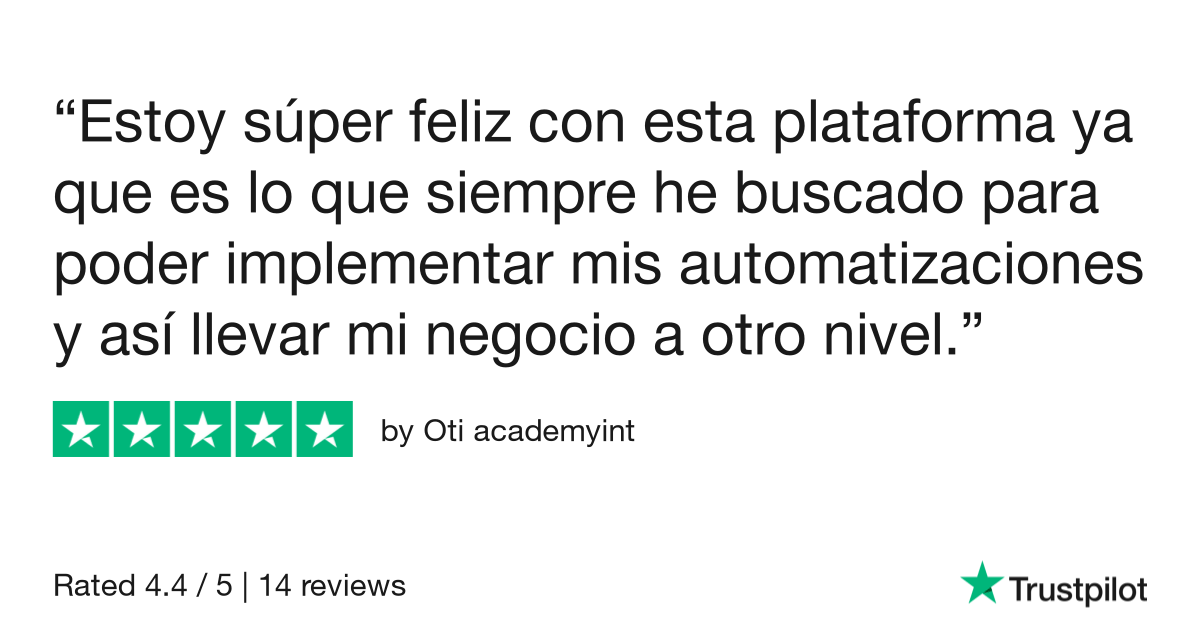 “Estoy súper feliz con esta plataforma ya
que es lo que siempre he buscado para
poder implementar mis automatizaciones
y así llevar mi negocio a otro nivel.”
by Oti academyint
Rated 4.4 / 5 | 14 reviews
Trustpilot